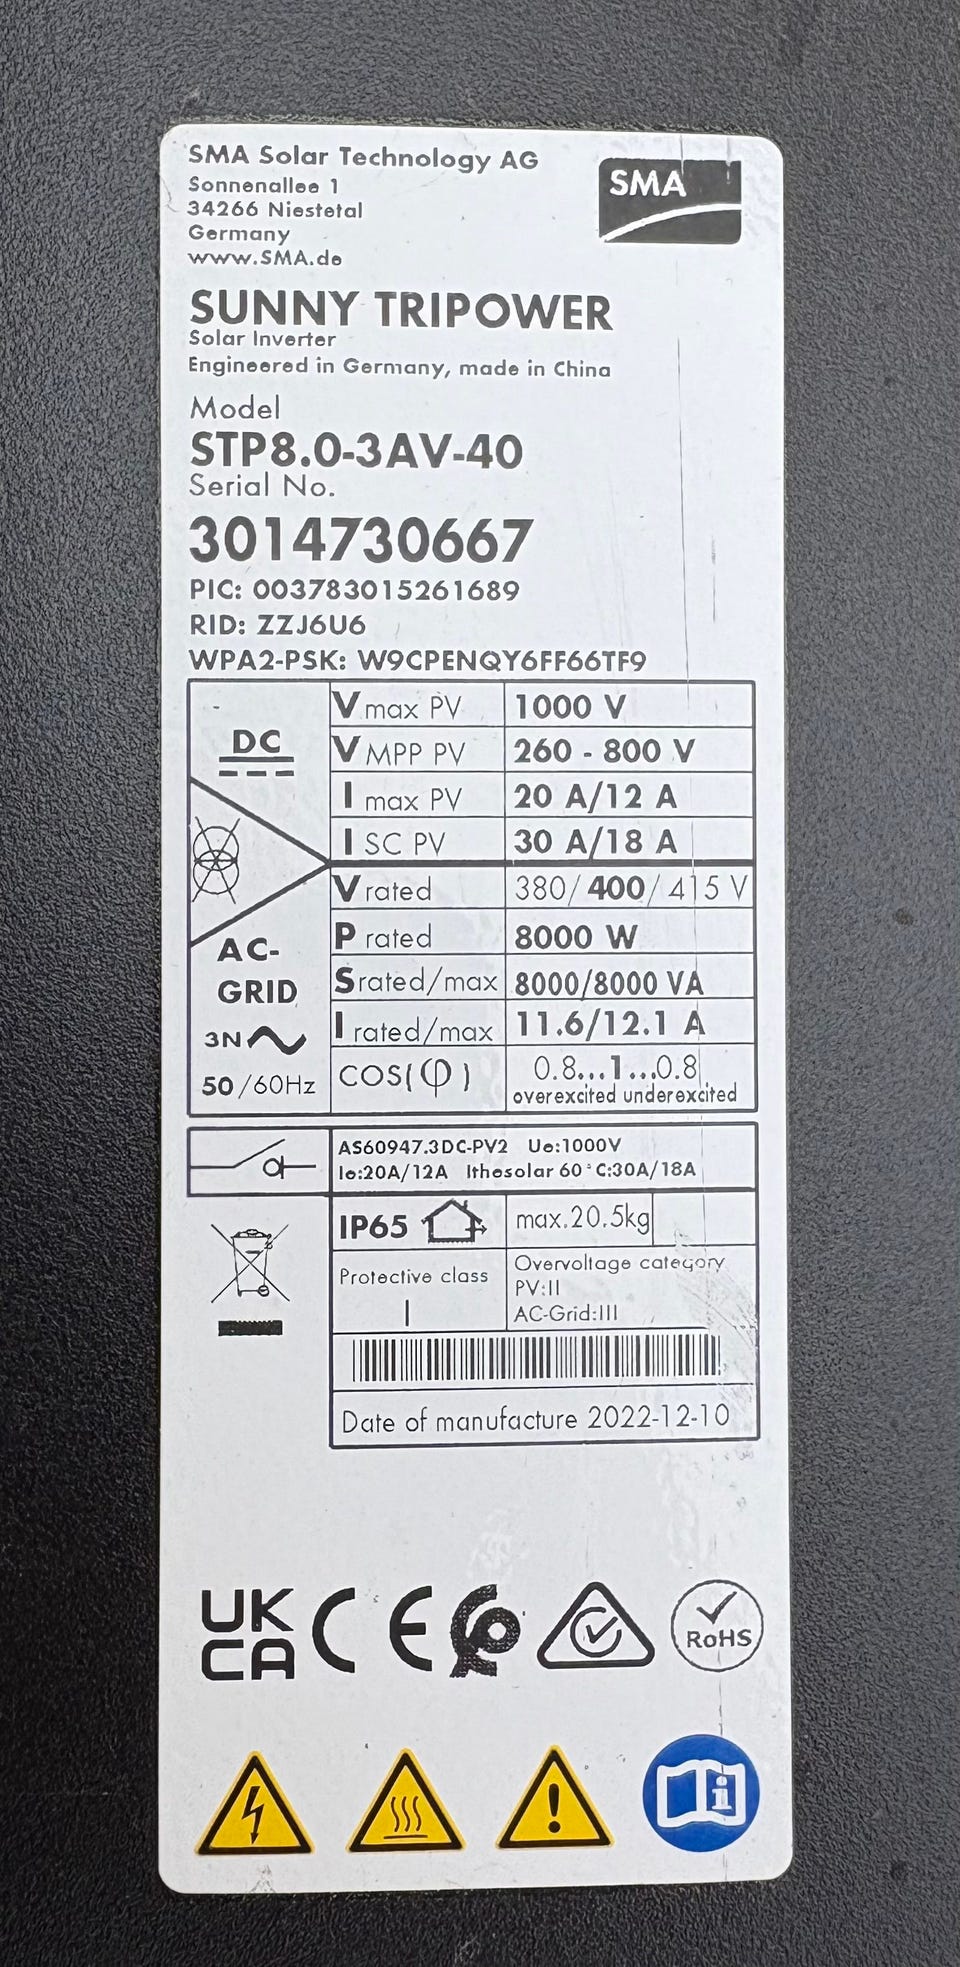 SMA Solar Technology AG
Sonnenallee 1
34266 Niestetal
Germany
www.SMA.de
SMA
SUNNY TRIPOWER
Solar Inverter
Engineered in Germany, made in China
Model
STP8.0-3AV-40
Serial No.
3014730667
PIC: 003783015261689
RID: ZZJ6U6
WPA2-PSK: W9CPENQY6FF66TF9
DC
V max PV 1000 V
V MPP PV 260 - 800 V
I max PV 20 A/12 A
I SC PV 30 A/18 A
AC-
GRID
3N
50/60Hz
V rated 380/400/415 V
P rated 8000 W
S rated/max 8000/8000 VA
I rated/max 11.6/12.1 A
COS(φ) 0.8...1...0.8
overexcited underexcited
AS60947.3DC-PV2 Ue:1000V
Ie:20A/12A Ithesolar 60°C:30A/18A
IP65 max.20.5kg
Protective class
I
Overvoltage category
PV:II
AC-Grid:III
Date of manufacture 2022-12-10
UK
CA
CE
RoHS